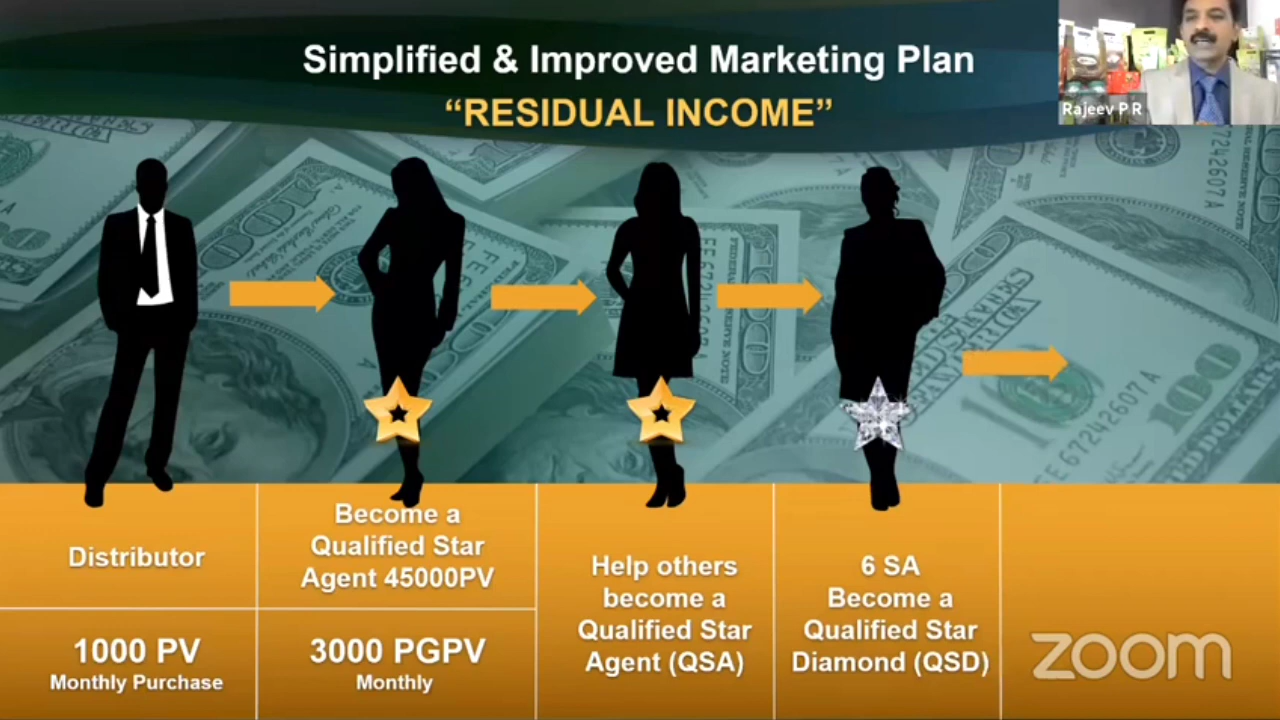 Simplified & Improved Marketing Plan
“RESIDUAL INCOME”
Rajeev P R
Distributor
1000 PV
Monthly Purchase
Become a
Qualified Star
Agent 45000PV
3000 PGPV
Monthly
Help others
become a
Qualified Star
Agent (QSA)
6 SA
Become a
Qualified Star
Diamond (QSD)
zoom